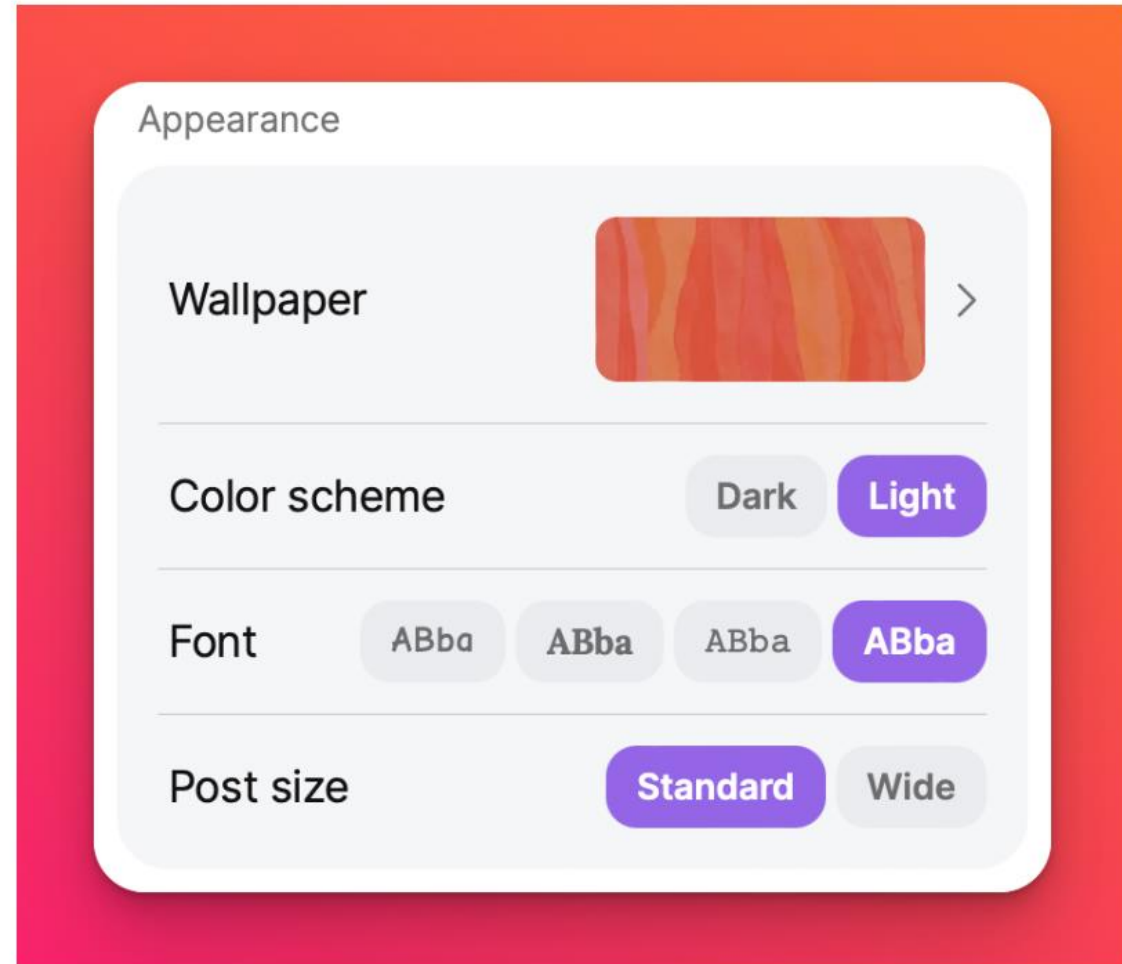 Appearance
Wallpaper
Color scheme Dark Light
Font ABba ABba ABba ABba
Post size Standard Wide